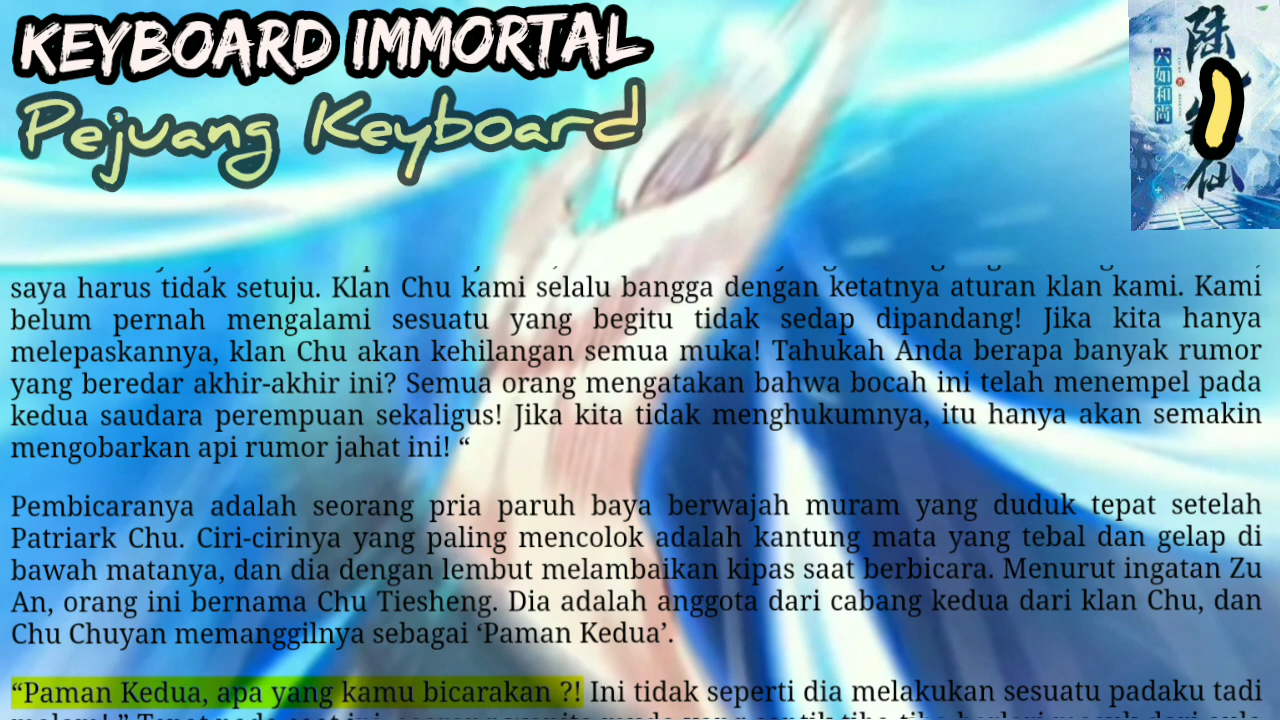 KEYBOARD IMMORTAL
Pejuang Keyboard
陆
仙
六如和尚
saya harus tidak setuju. Klan Chu kami selalu bangga dengan ketatnya aturan klan kami. Kami
belum pernah mengalami sesuatu yang begitu tidak sedap dipandang! Jika kita hanya
melepaskannya, klan Chu akan kehilangan semua muka! Tahukah Anda berapa banyak rumor
yang beredar akhir-akhir ini? Semua orang mengatakan bahwa bocah ini telah menempel pada
kedua saudara perempuan sekaligus! Jika kita tidak menghukumnya, itu hanya akan semakin
mengobarkan api rumor jahat ini! “
Pembicaranya adalah seorang pria paruh baya berwajah muram yang duduk tepat setelah
Patriark Chu. Ciri-cirinya yang paling mencolok adalah kantung mata yang tebal dan gelap di
bawah matanya, dan dia dengan lembut melambaikan kipas saat berbicara. Menurut ingatan Zu
An, orang ini bernama Chu Tiesheng. Dia adalah anggota dari cabang kedua dari klan Chu, dan
Chu Chuyan memanggilnya sebagai ‘Paman Kedua’.
“Paman Kedua, apa yang kamu bicarakan ?! Ini tidak seperti dia melakukan sesuatu padaku tadi